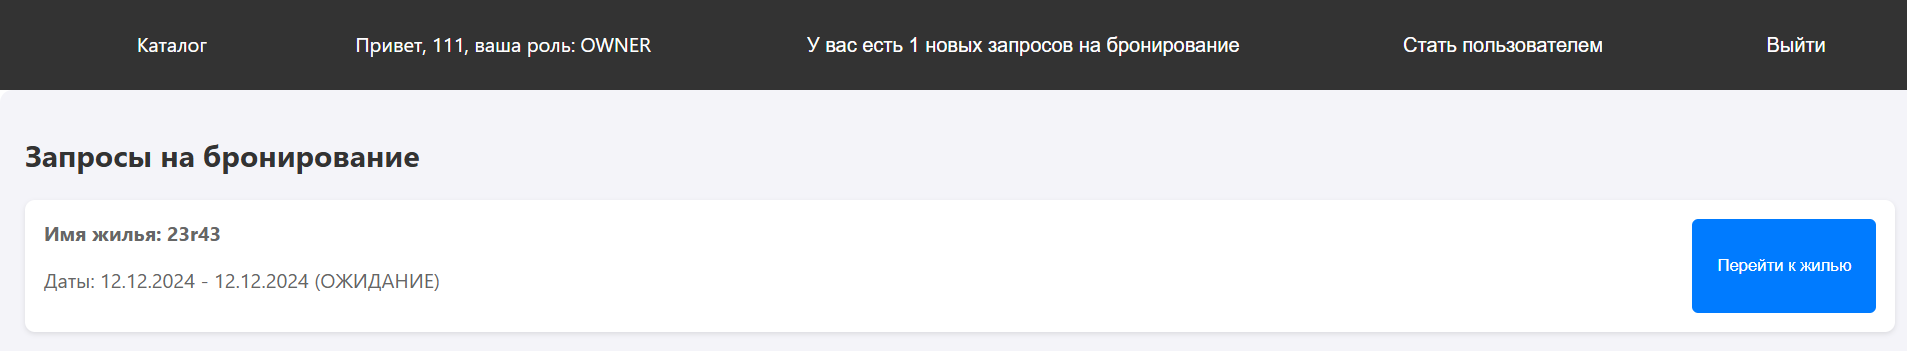 Каталог
Привет, 111, ваша роль: OWNER
У вас есть 1 новых запросов на бронирование
Стать пользователем
Выйти
Запросы на бронирование
Имя жилья: 23r43
Перейти к жилью
Даты: 12.12.2024 - 12.12.2024 (ОЖИДАНИЕ)